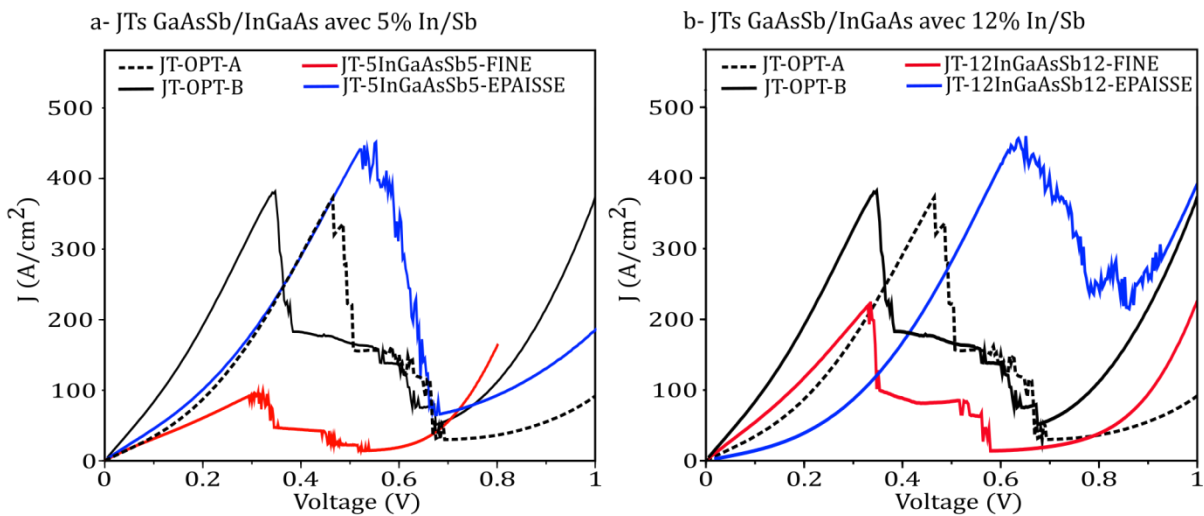 a- JTs GaAsSb/InGaAs avec 5% In/Sb
JT-OPT-A
JT-5InGaAsSb5-FINE
JT-OPT-B
JT-5InGaAsSb5-EPAISSE
500
400
300
200
100
0
J (A/cm²)
0
0.2
0.4
0.6
0.8
1
Voltage (V)
b- JTs GaAsSb/InGaAs avec 12% In/Sb
JT-OPT-A
JT-12InGaAsSb12-FINE
JT-OPT-B
JT-12InGaAsSb12-EPAISSE
500
400
300
200
100
0
J (A/cm²)
0
0.2
0.4
0.6
0.8
1
Voltage (V)